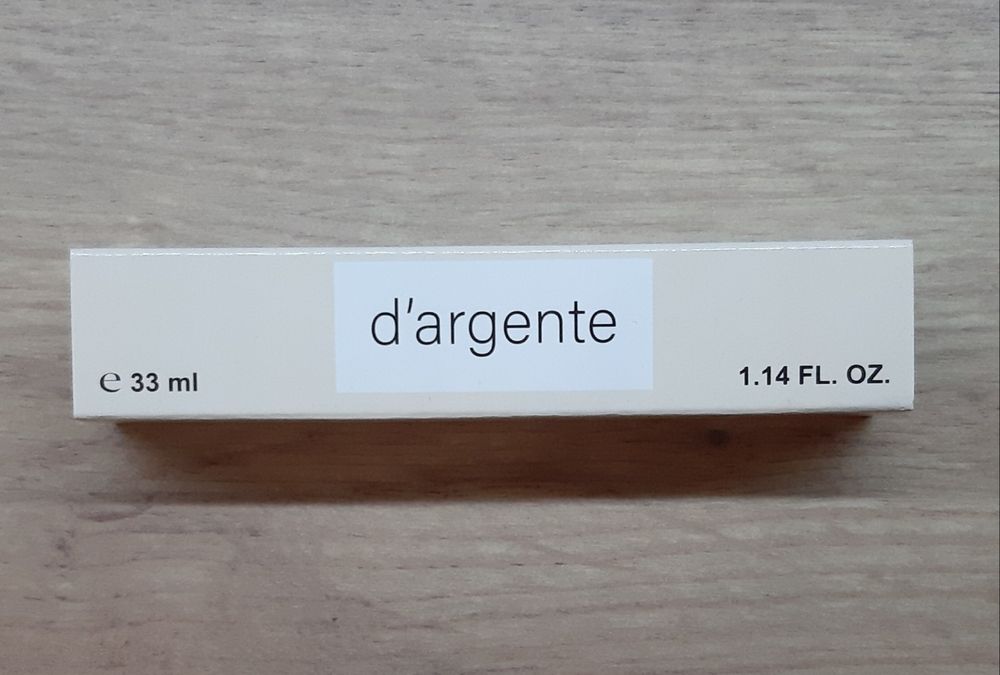 d'argente
℮ 33 ml
1.14 FL. OZ.